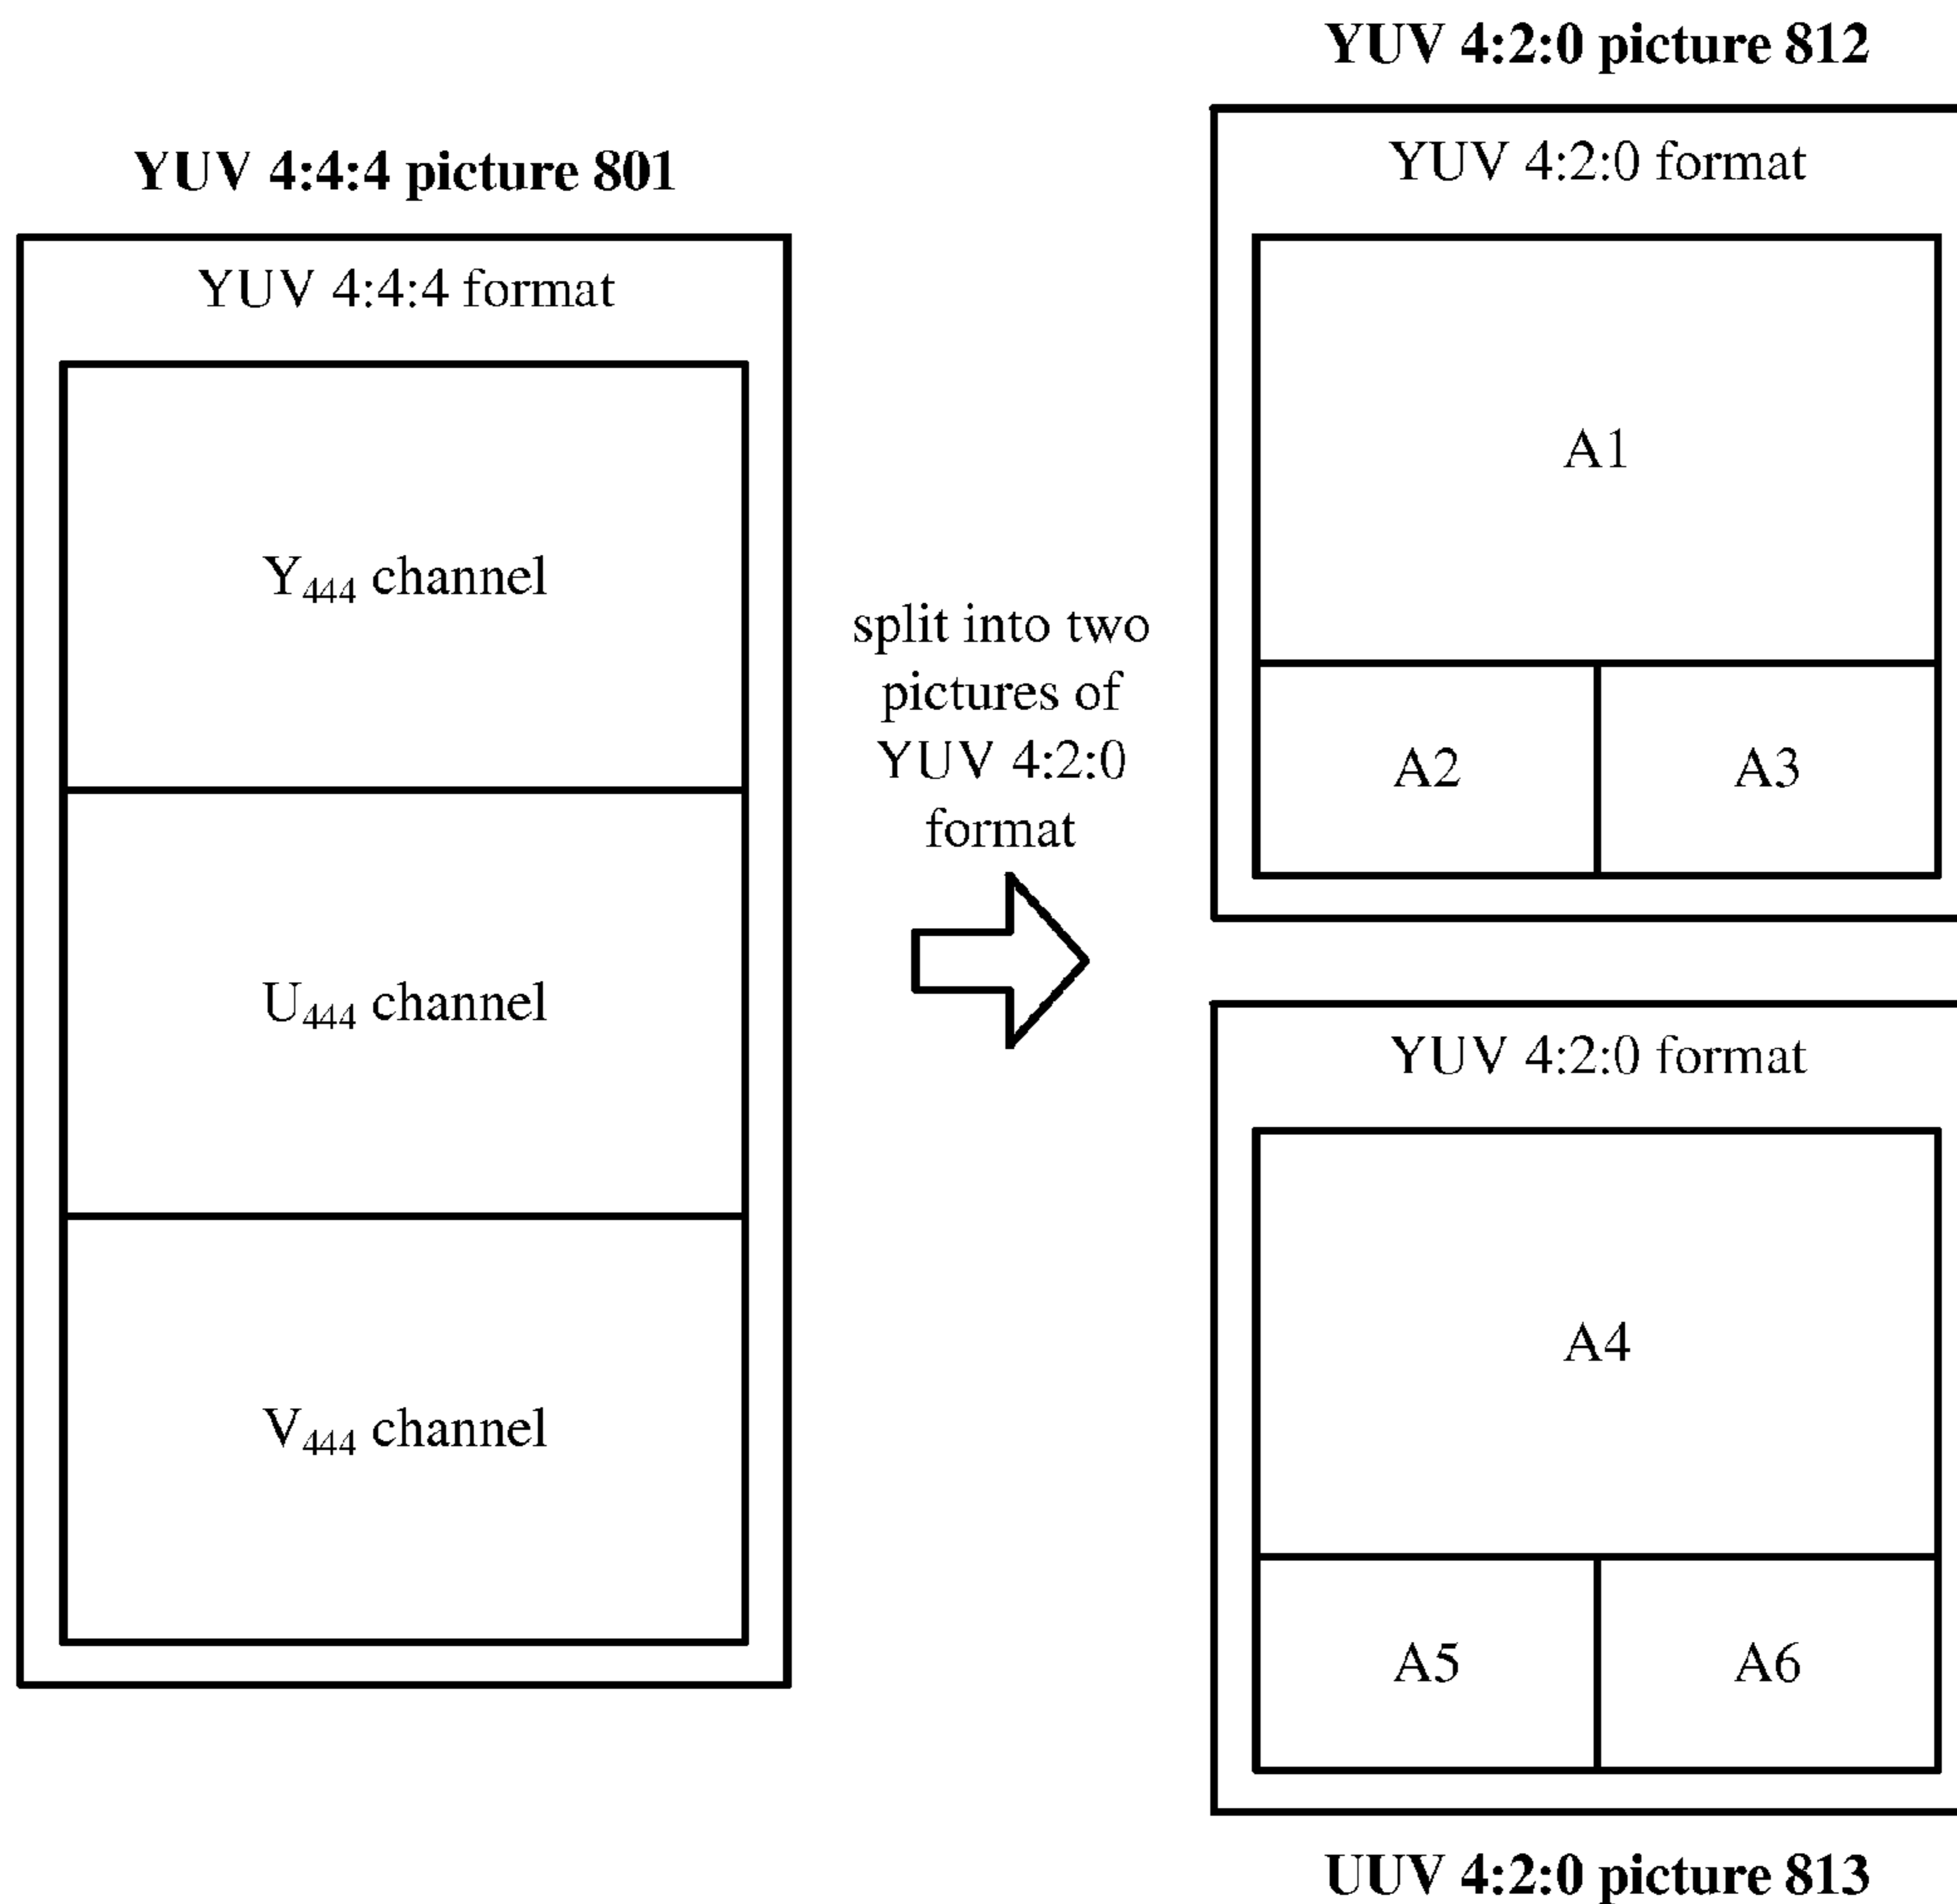 YUV 4:4:4 picture 801
YUV 4:4:4 format
Y444 channel
U444 channel
V444 channel
split into two
pictures of
YUV 4:2:0
format
YUV 4:2:0 picture 812
YUV 4:2:0 format
A1
A2 A3
YUV 4:2:0 format
A4
A5 A6
UUV 4:2:0 picture 813